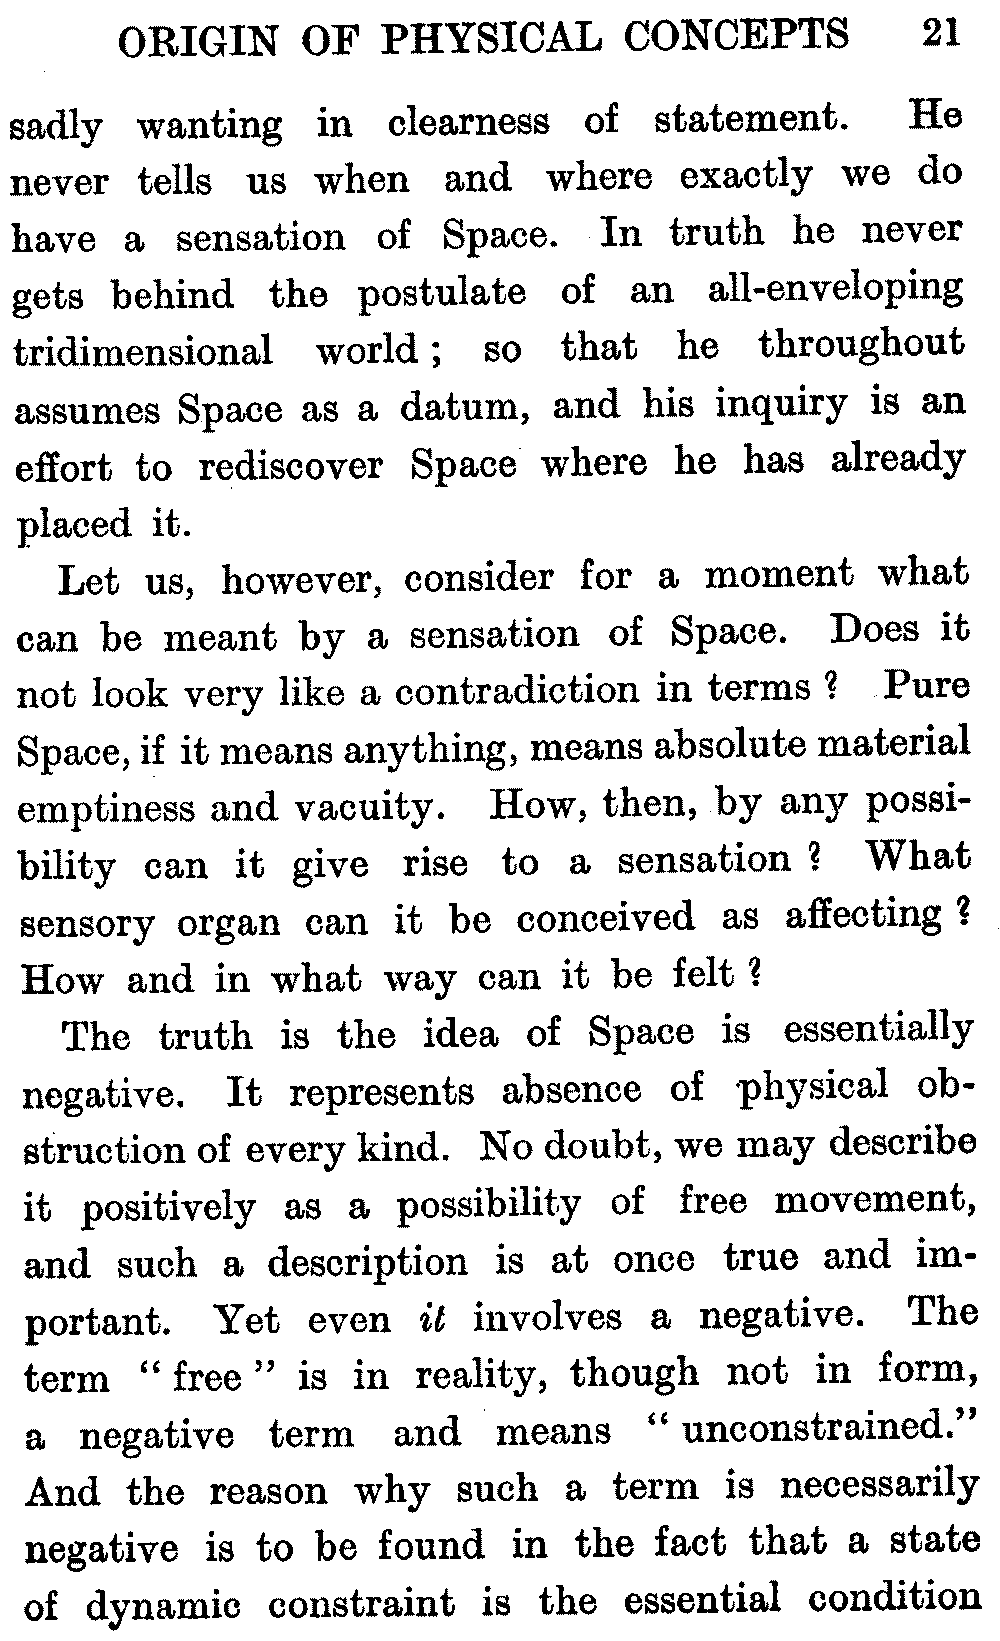 ORIGIN OF PHYSICAL CONCEPTS 21
sadly wanting in clearness of statement. He
never tells us when and where exactly we do
have a sensation of Space. In truth he never
gets behind the postulate of an all-enveloping
tridimensional world ; so that he throughout
assumes Space as a datum, and his inquiry is an
effort to rediscover Space where he has already
placed it.
Let us, however, consider for a moment what
can be meant by a sensation of Space. Does it
not look very like a contradiction in terms ? Pure
Space, if it means anything, means absolute material
emptiness and vacuity. How, then, by any possi-
bility can it give rise to a sensation ? What
sensory organ can it be conceived as affecting ?
How and in what way can it be felt ?
The truth is the idea of Space is essentially
negative. It represents absence of physical ob-
struction of every kind. No doubt, we may describe
it positively as a possibility of free movement,
and such a description is at once true and im-
portant. Yet even it involves a negative. The
term “ free ” is in reality, though not in form,
a negative term and means “ unconstrained.”
And the reason why such a term is necessarily
negative is to be found in the fact that a state
of dynamic constraint is the essential condition